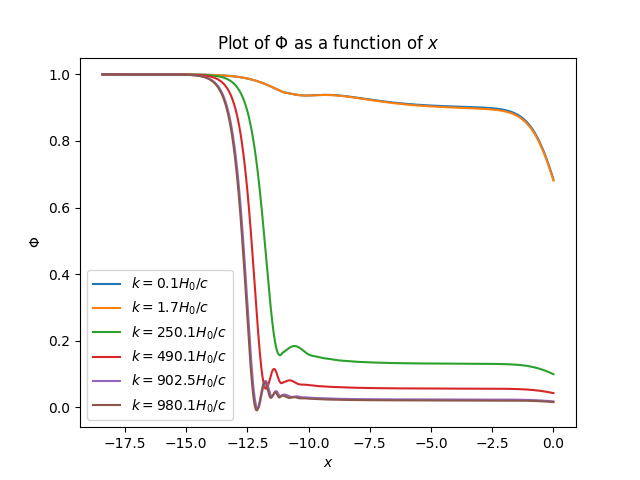 Plot of Φ as a function of x
Φ
1.0
0.8
0.6
0.4
0.2
0.0
k = 0.1H₀/c
k = 1.7H₀/c
k = 250.1H₀/c
k = 490.1H₀/c
k = 902.5H₀/c
k = 980.1H₀/c
−17.5 −15.0 −12.5 −10.0 −7.5 −5.0 −2.5 0.0
x